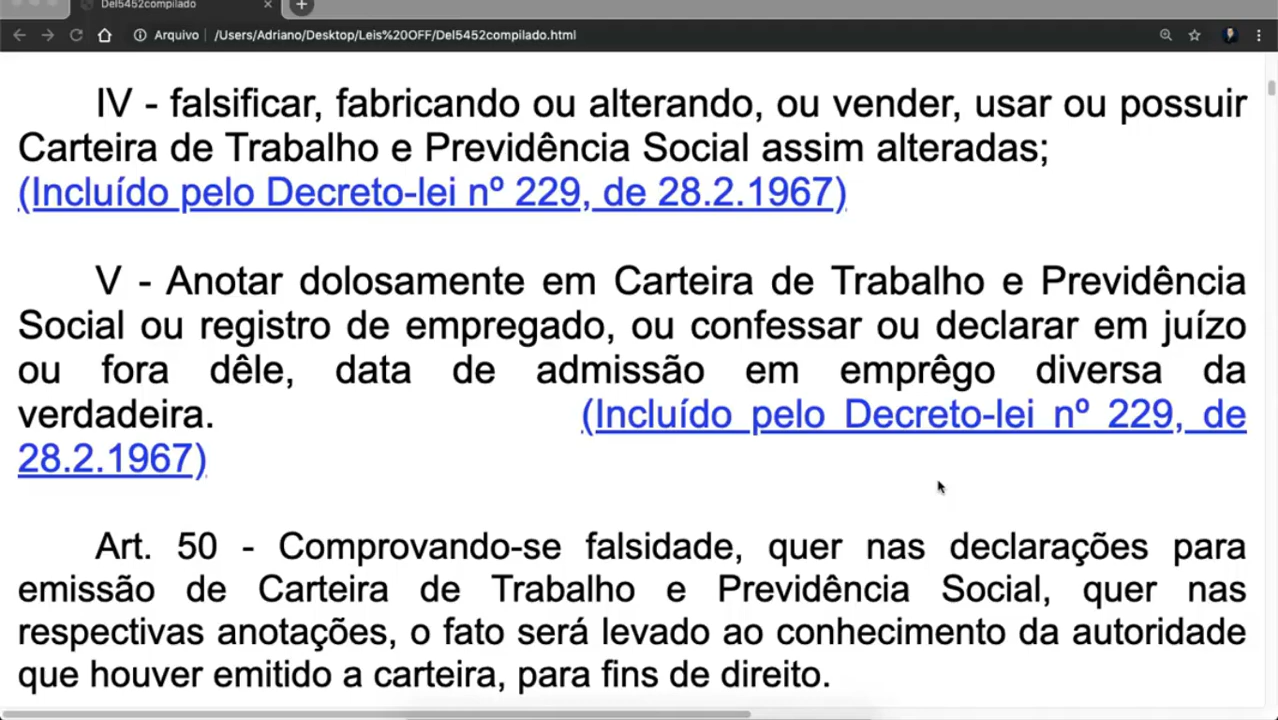 Del5452compilado
Arquivo /Users/Adriano/Desktop/Leis%20OFF/Del5452compilado.html
IV - falsificar, fabricando ou alterando, ou vender, usar ou possuir
Carteira de Trabalho e Previdência Social assim alteradas;
(Incluído pelo Decreto-lei nº 229, de 28.2.1967)
V - Anotar dolosamente em Carteira de Trabalho e Previdência
Social ou registro de empregado, ou confessar ou declarar em juízo
ou fora dêle, data de admissão em emprêgo diversa da
verdadeira. (Incluído pelo Decreto-lei nº 229, de
28.2.1967)
Art. 50 - Comprovando-se falsidade, quer nas declarações para
emissão de Carteira de Trabalho e Previdência Social, quer nas
respectivas anotações, o fato será levado ao conhecimento da autoridade
que houver emitido a carteira, para fins de direito.